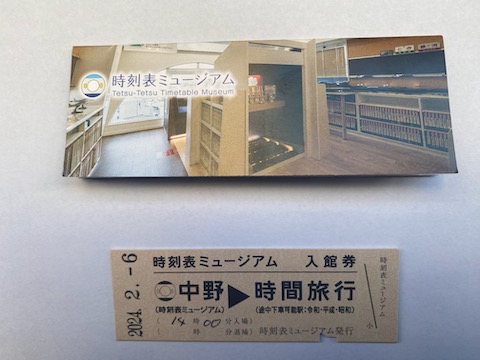 時刻表ミュージアム
Tetsu-Tetsu Timetable Museum
2024.2.-6
時刻表ミュージアム 入館券
中野▶時間旅行
(時刻表ミュージアム) (途中下車可能駅:令和・平成・昭和)
( 14 時 00 分入場)
( 時 分退場) 時刻表ミュージアム発行
時刻表ミュージアム
小